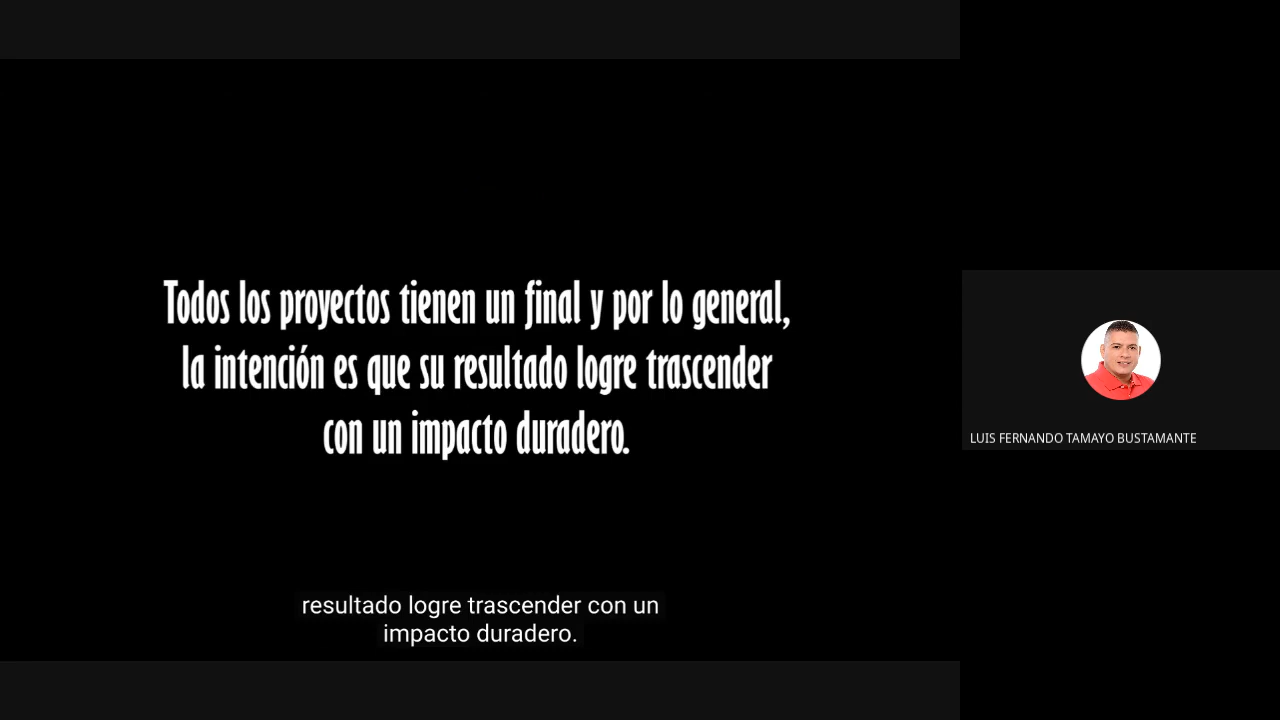 Todos los proyectos tienen un final y por lo general,
la intención es que su resultado logre trascender
con un impacto duradero.
LUIS FERNANDO TAMAYO BUSTAMANTE
resultado logre trascender con un
impacto duradero.